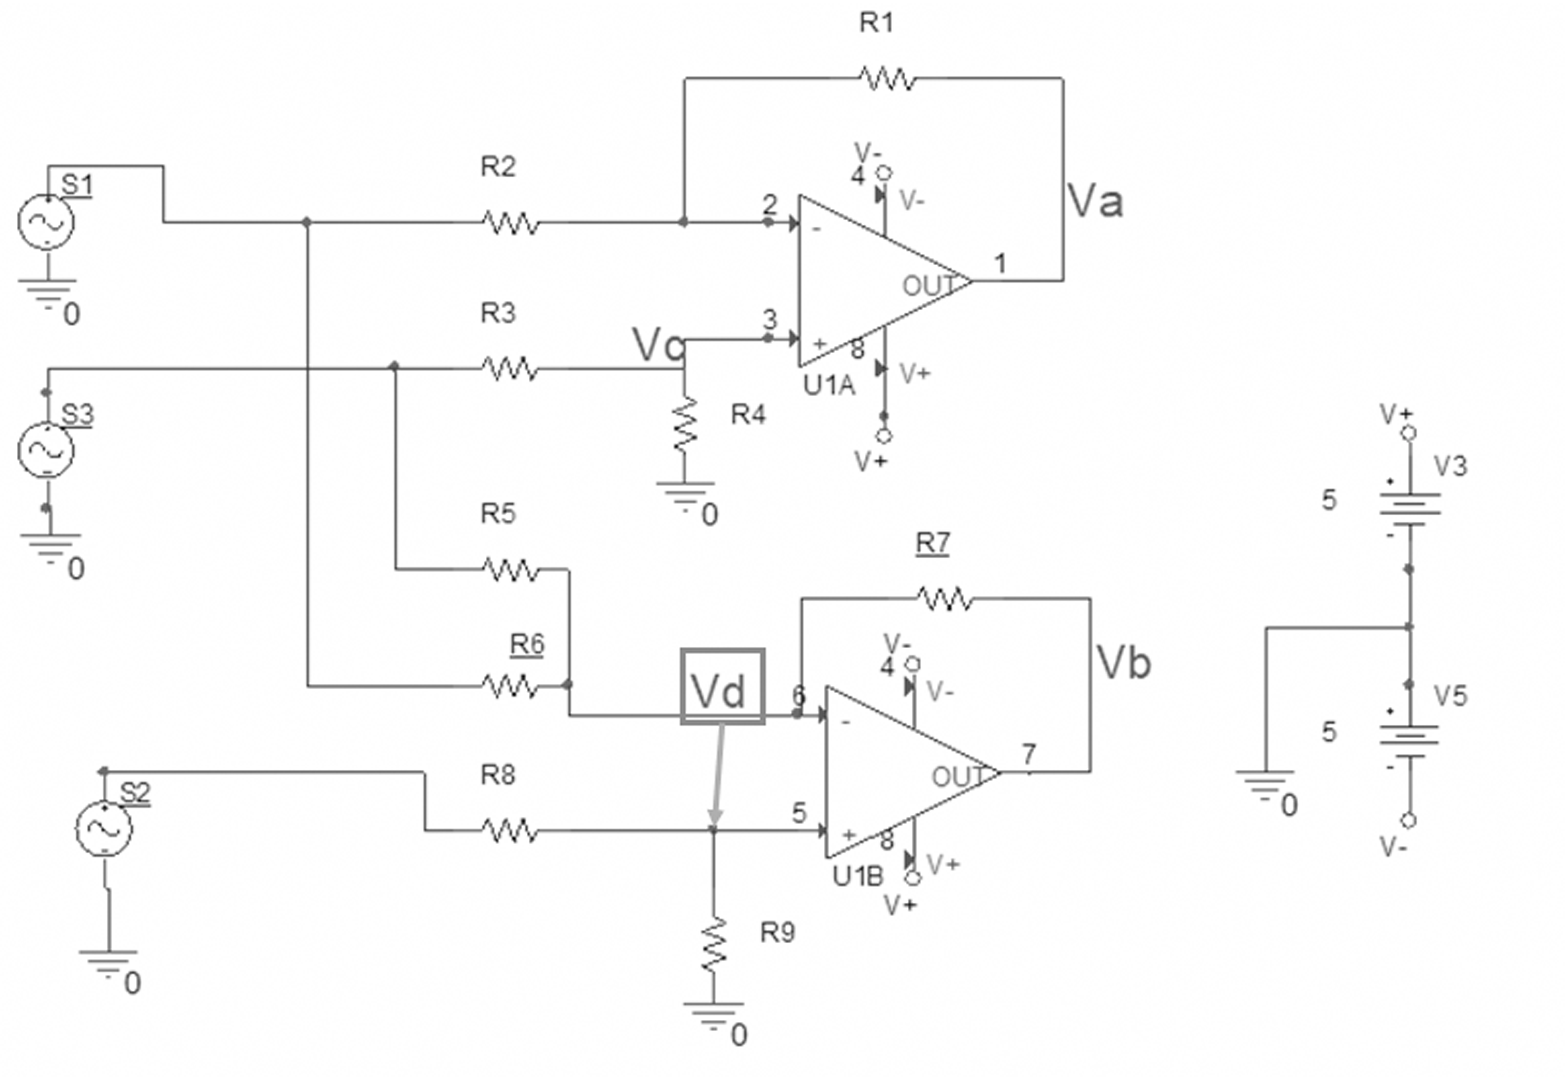 R1
R2
V-
4
V-
S1
2
-
Va
1
OUT
0
R3
Vc
3
+
8
V+
U1A
S3
R4
V+
V+
V3
5
-
0
0
R5
R7
R6
V-
4
V-
Vd
6
-
Vb
V5
5
-
7
OUT
R8
S2
5
+
8
V+
U1B
V+
0
V-
R9
0
0